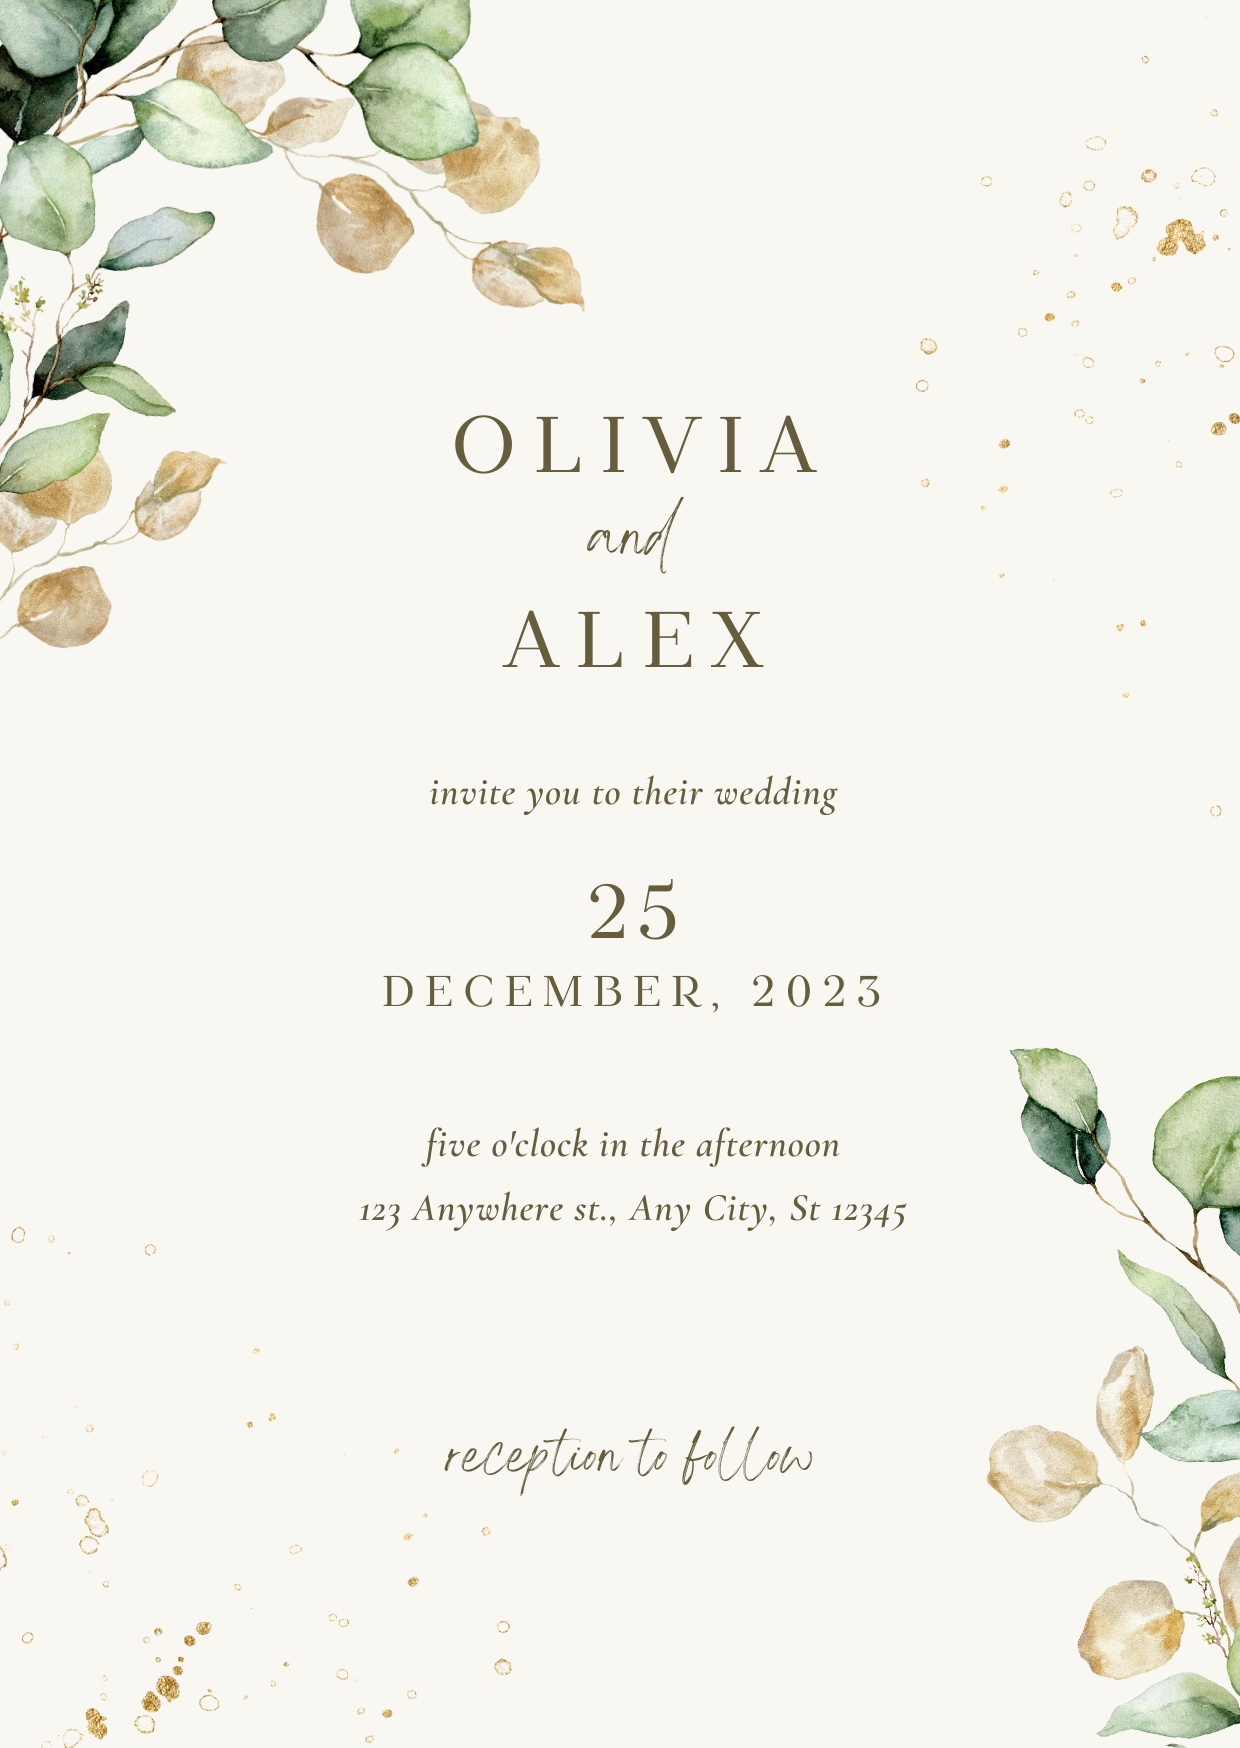 OLIVIA
and
ALEX
invite you to their wedding
25
DECEMBER, 2023
five o'clock in the afternoon
123 Anywhere st., Any City, St 12345
reception to follow